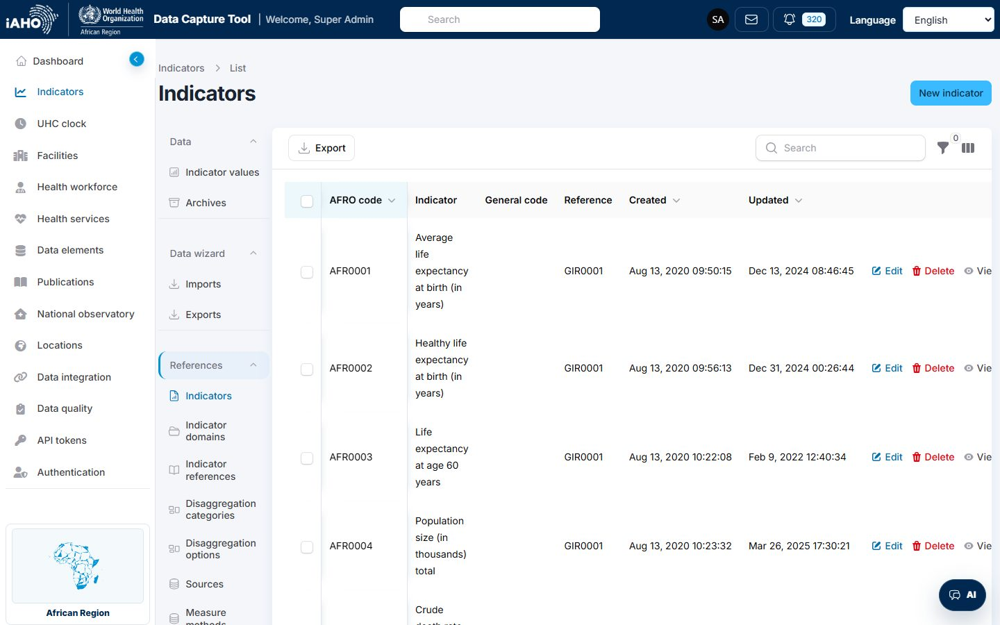 iAHO
World Health
Organization
African Region
Data Capture Tool
Welcome, Super Admin
Search
SA
320
Language
English
Dashboard
Indicators
UHC clock
Facilities
Health workforce
Health services
Data elements
Publications
National observatory
Locations
Data integration
Data quality
API tokens
Authentication
African Region
Indicators > List
Indicators
New indicator
Data
Indicator values
Archives
Data wizard
Imports
Exports
References
Indicators
Indicator
domains
Indicator
references
Disaggregation
categories
Disaggregation
options
Sources
Measure
methods
Export
Search
0
AFRO code Indicator General code Reference Created Updated
AFR0001
Average
life
expectancy
at birth (in
years)
GIR0001 Aug 13, 2020 09:50:15 Dec 13, 2024 08:46:45 Edit Delete Vie
AFR0002
Healthy life
expectancy
at birth (in
years)
GIR0001 Aug 13, 2020 09:56:13 Dec 31, 2024 00:26:44 Edit Delete Vie
AFR0003
Life
expectancy
at age 60
years
GIR0001 Aug 13, 2020 10:22:08 Feb 9, 2022 12:40:34 Edit Delete Vie
AFR0004
Population
size (in
thousands)
total
GIR0001 Aug 13, 2020 10:23:32 Mar 26, 2025 17:30:21 Edit Delete Vie
Crude
death rate
AI